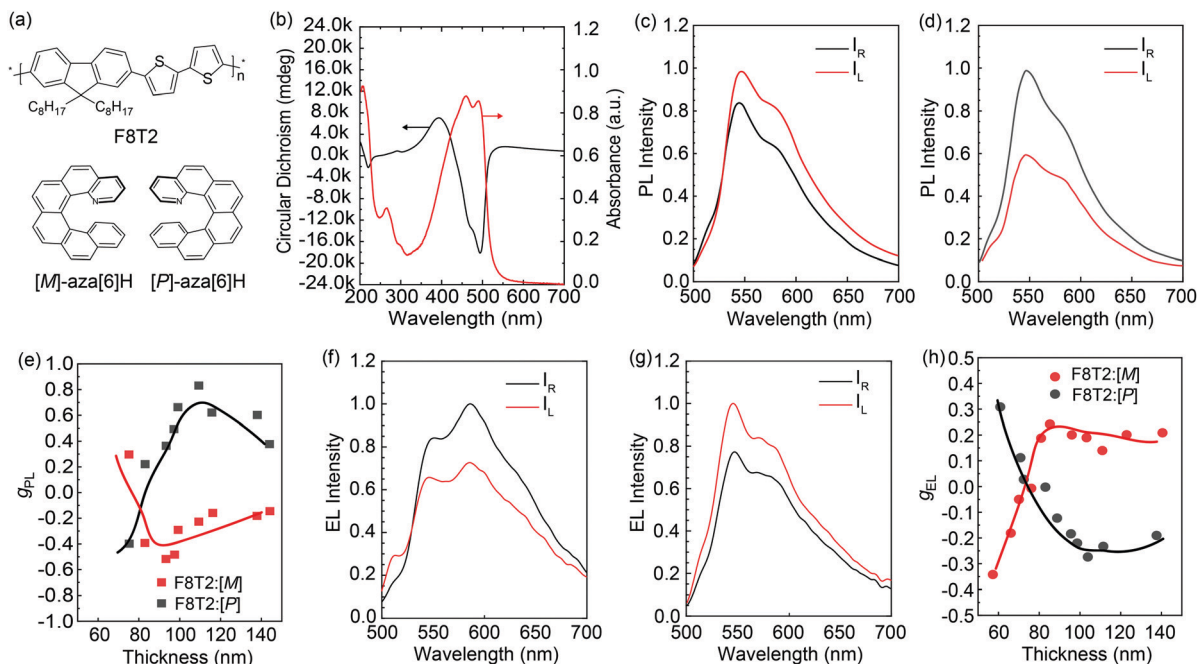 (a)
* [ ] n *
S
S
C8H17 C8H17
F8T2
N
N
[M]-aza[6]H [P]-aza[6]H
(b)
Circular Dichroism (mdeg)
24.0k
20.0k
16.0k
12.0k
8.0k
4.0k
0.0k
-4.0k
-8.0k
-12.0k
-16.0k
-20.0k
-24.0k
200 300 400 500 600 700
Wavelength (nm)
1.2
1.0
0.8
0.6
0.4
0.2
0.0
Absorbance (a.u.)
(c)
PL Intensity
1.2
1.0
0.8
0.6
0.4
0.2
0.0
IR
IL
500 550 600 650 700
Wavelength (nm)
(d)
PL Intensity
1.2
1.0
0.8
0.6
0.4
0.2
0.0
IR
IL
500 550 600 650 700
Wavelength (nm)
(e)
gPL
1.0
0.8
0.6
0.4
0.2
0.0
-0.2
-0.4
-0.6
-0.8
-1.0
F8T2:[M]
F8T2:[P]
60 80 100 120 140
Thickness (nm)
(f)
EL Intensity
1.2
1.0
0.8
0.6
0.4
0.2
0.0
IR
IL
500 550 600 650 700
Wavelength (nm)
(g)
EL Intensity
1.2
1.0
0.8
0.6
0.4
0.2
0.0
IR
IL
500 550 600 650 700
Wavelength (nm)
(h)
gEL
0.5
0.4
0.3
0.2
0.1
0.0
-0.1
-0.2
-0.3
-0.4
-0.5
F8T2:[M]
F8T2:[P]
60 80 100 120 140
Thickness (nm)